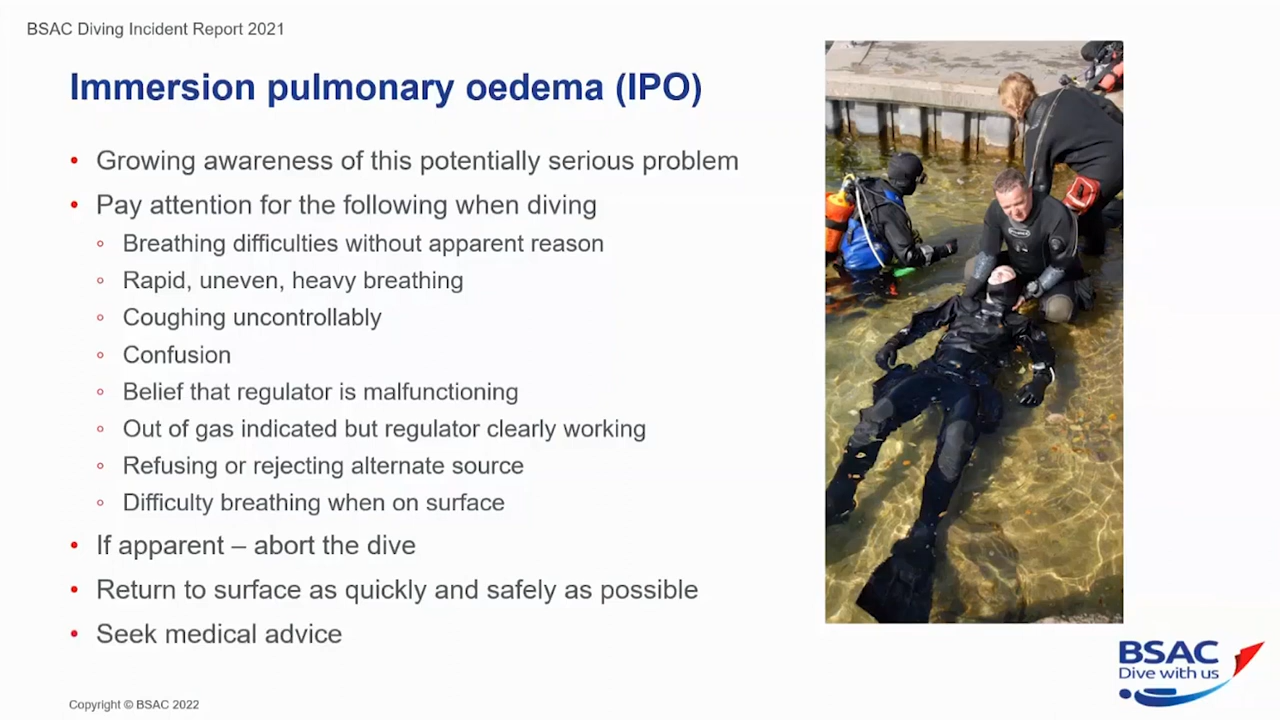 BSAC Diving Incident Report 2021
Immersion pulmonary oedema (IPO)
• Growing awareness of this potentially serious problem
• Pay attention for the following when diving
◦ Breathing difficulties without apparent reason
◦ Rapid, uneven, heavy breathing
◦ Coughing uncontrollably
◦ Confusion
◦ Belief that regulator is malfunctioning
◦ Out of gas indicated but regulator clearly working
◦ Refusing or rejecting alternate source
◦ Difficulty breathing when on surface
• If apparent – abort the dive
• Return to surface as quickly and safely as possible
• Seek medical advice
BSAC
Dive with us
Copyright © BSAC 2022